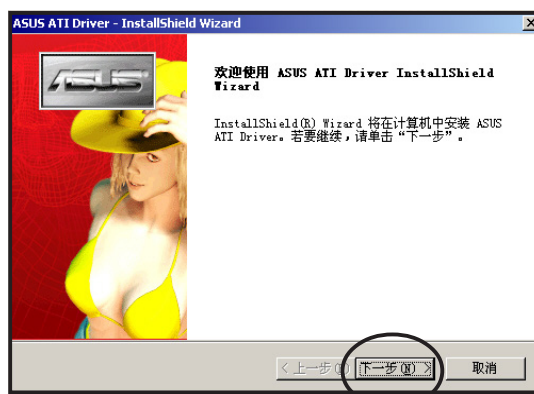 ASUS ATI Driver - InstallShield Wizard
ASUS
欢迎使用 ASUS ATI Driver InstallShield
Wizard
InstallShield(R) Wizard 将在计算机中安装 ASUS
ATI Driver。若要继续,请单击“下一步”。
< 上一步(B) 下一步(N) > 取消